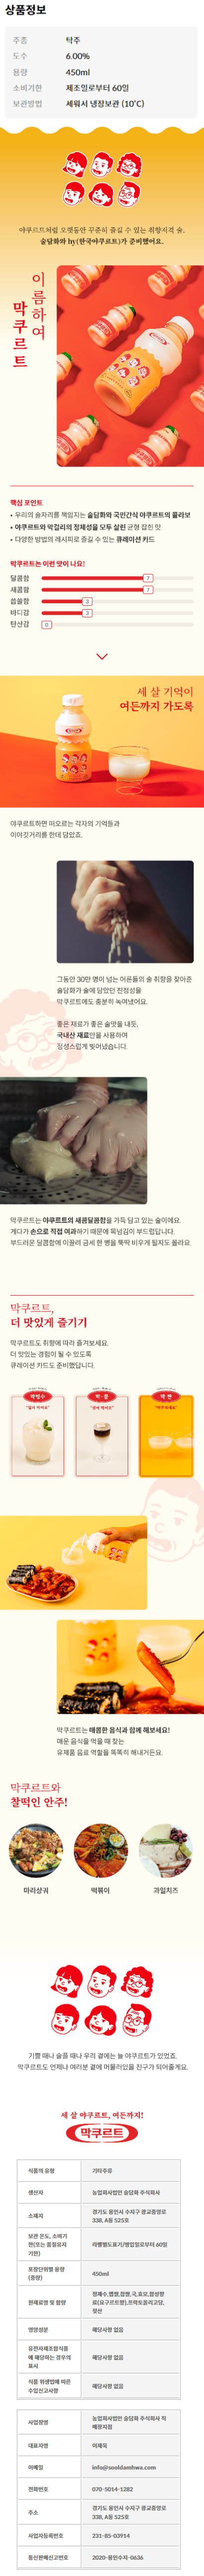 상품정보
주종 탁주
도수 6.00%
용량 450ml
소비기한 제조일로부터 60일
보관방법 세워서 냉장보관 (10˚C)
야쿠르트처럼 오랫동안 꾸준히 즐길 수 있는 취향저격 술.
술담화와 hy(한국야쿠르트)가 준비했어요.
이름하여
막쿠르트
핵심 포인트
• 우리의 술자리를 책임지는 술담화와 국민간식 야쿠르트의 콜라보
• 야쿠르트와 막걸리의 정체성을 모두 살린 균형 잡힌 맛
• 다양한 방법의 레시피로 즐길 수 있는 큐레이션 카드
막쿠르트는 이런 맛이 나요!
달콤함 7
새콤함 7
씁쓸함 3
바디감 3
탄산감 0
세 살 기억이
여든까지 가도록
야쿠르트하면 떠오르는 각자의 기억들과
이야깃거리를 한데 담았죠.
그동안 30만 명이 넘는 어른들의 술 취향을 찾아준
술담화가 술에 담았던 진정성을
막쿠르트에도 충분히 녹여냈어요.
좋은 재료가 좋은 술맛을 내듯,
국내산 재료만을 사용하여
정성스럽게 빚어냈습니다.
막쿠르트는 야쿠르트의 새콤달콤함을 가득 담고 있는 술이에요.
게다가 손으로 직접 여과하기 때문에 목넘김이 부드럽답니다.
부드러운 달콤함에 이끌려 금세 한 병을 뚝딱 비우게 될지도 몰라요.
막쿠르트,
더 맛있게 즐기기
막쿠르트도 취향에 따라 즐겨보세요.
더 맛있는 경험이 될 수 있도록
큐레이션 카드도 준비했답니다.
막쿠르트는 매콤한 음식과 함께 해보세요!
매운 음식을 먹을 때 찾는
유제품 음료 역할을 톡톡히 해내거든요.
막쿠르트와
찰떡인 안주!
마라샹궈 떡볶이 과일치즈
기쁠 때나 슬플 때나 우리 곁에는 늘 야쿠르트가 있었죠.
막쿠르트도 언제나 여러분 곁에 머물러있을 친구가 되어줄게요.
세 살 야쿠르트, 여든까지!
막쿠르트
식품의 유형 기타주류
생산자 농업회사법인 술담화 주식회사
소재지 경기도 용인시 수지구 광교중앙로 338, A동 525호
보관 온도, 소비기한(또는 품질유지기한) 라벨별도표기/병입일로부터 60일
포장단위별 용량(중량) 450ml
원재료명 및 함량
영양성분 해당사항 없음
유전자재조합식품에 해당하는 경우의 표시 해당사항 없음
식품 위생법에 따른 수입신고사항 해당사항 없음
사업장명 농업회사법인 술담화 주식회사
대표자명 이재욱
이메일 info@sooldamhwa.com
전화번호 070-5014-1282
주소 경기도 용인시 수지구 광교중앙로 338, A동 525호
사업자등록번호 231-85-03914
통신판매신고번호 2020-용인수지-0636